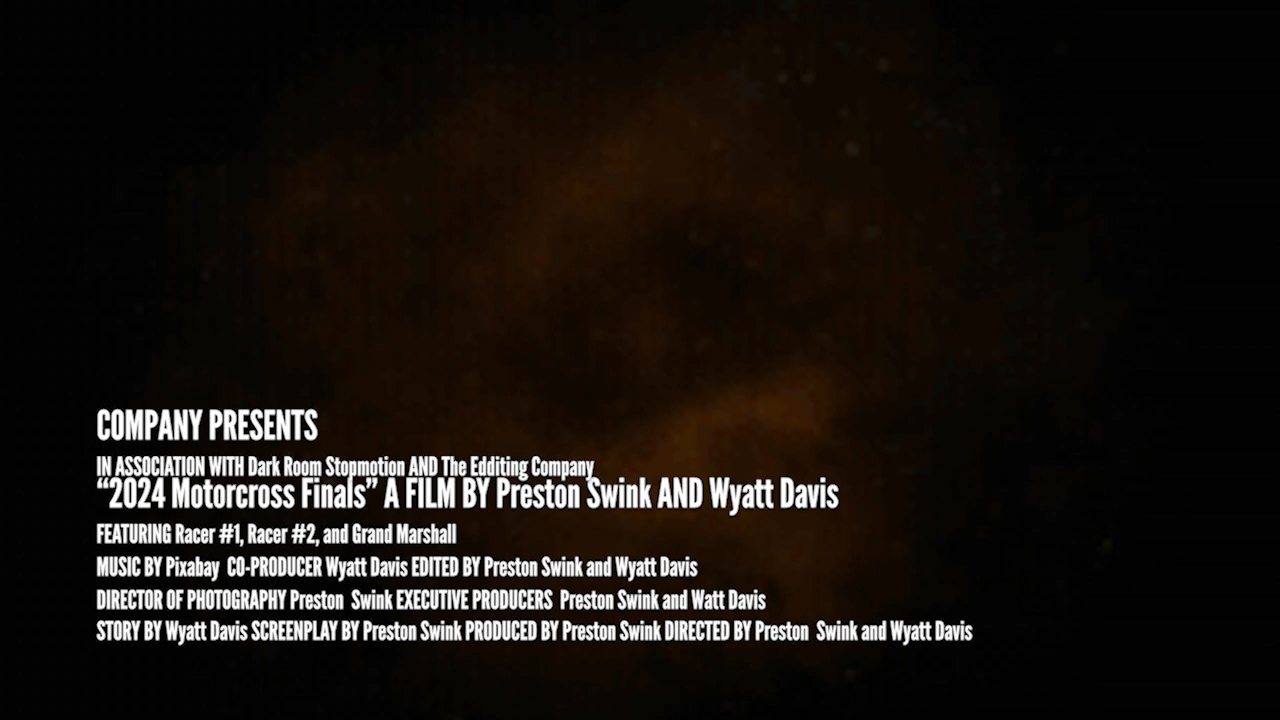 COMPANY PRESENTS
IN ASSOCIATION WITH Dark Room Stopmotion AND The Edditing Company
“2024 Motorcross Finals” A FILM BY Preston Swink AND Wyatt Davis
FEATURING Racer #1, Racer #2, and Grand Marshall
MUSIC BY Pixabay CO-PRODUCER Wyatt Davis EDITED BY Preston Swink and Wyatt Davis
DIRECTOR OF PHOTOGRAPHY Preston Swink EXECUTIVE PRODUCERS Preston Swink and Watt Davis
STORY BY Wyatt Davis SCREENPLAY BY Preston Swink PRODUCED BY Preston Swink DIRECTED BY Preston Swink and Wyatt Davis